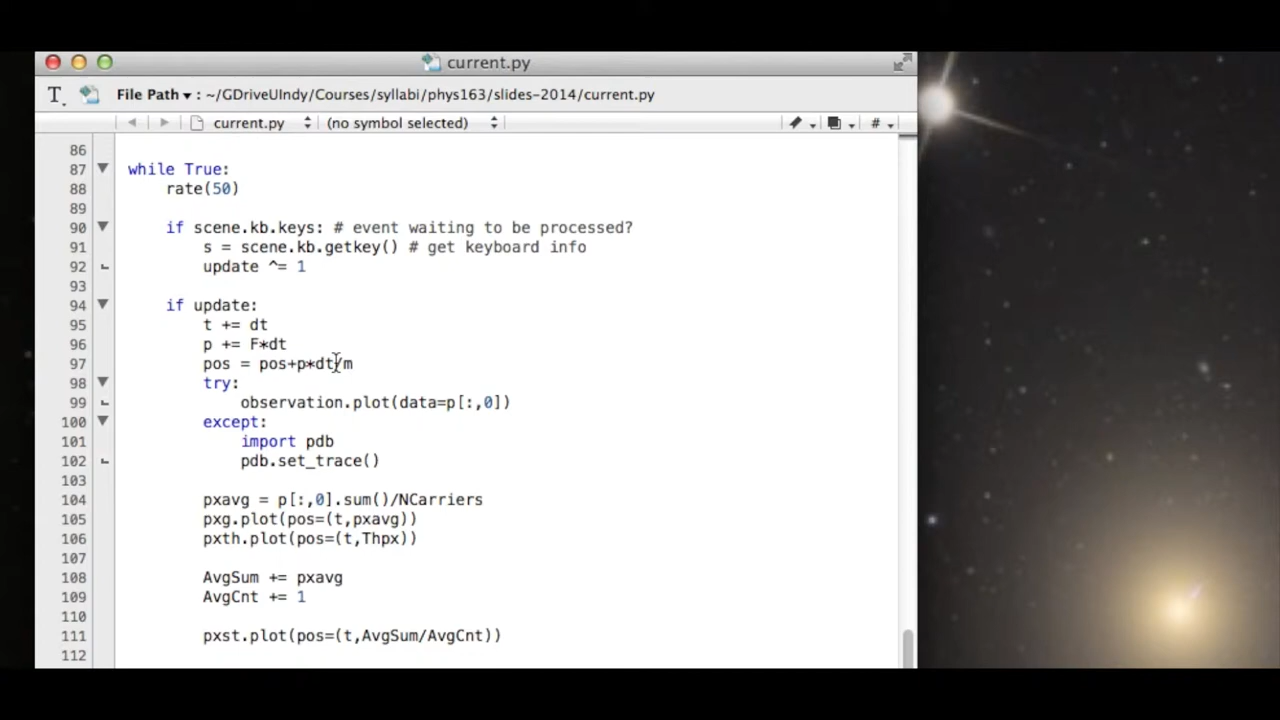 current.py
File Path ▾ : ~/GDriveUIndy/Courses/syllabi/phys163/slides-2014/current.py
current.py (no symbol selected) #
86
87 while True:
88 rate(50)
89
90 if scene.kb.keys: # event waiting to be processed?
91 s = scene.kb.getkey() # get keyboard info
92 update ^= 1
93
94 if update:
95 t += dt
96 p += F*dt
97 pos = pos+p*dt/m
98 try:
99 observation.plot(data=p[:,0])
100 except:
101 import pdb
102 pdb.set_trace()
103
104 pxavg = p[:,0].sum()/NCarriers
105 pxg.plot(pos=(t,pxavg))
106 pxth.plot(pos=(t,Thpx))
107
108 AvgSum += pxavg
109 AvgCnt += 1
110
111 pxst.plot(pos=(t,AvgSum/AvgCnt))
112